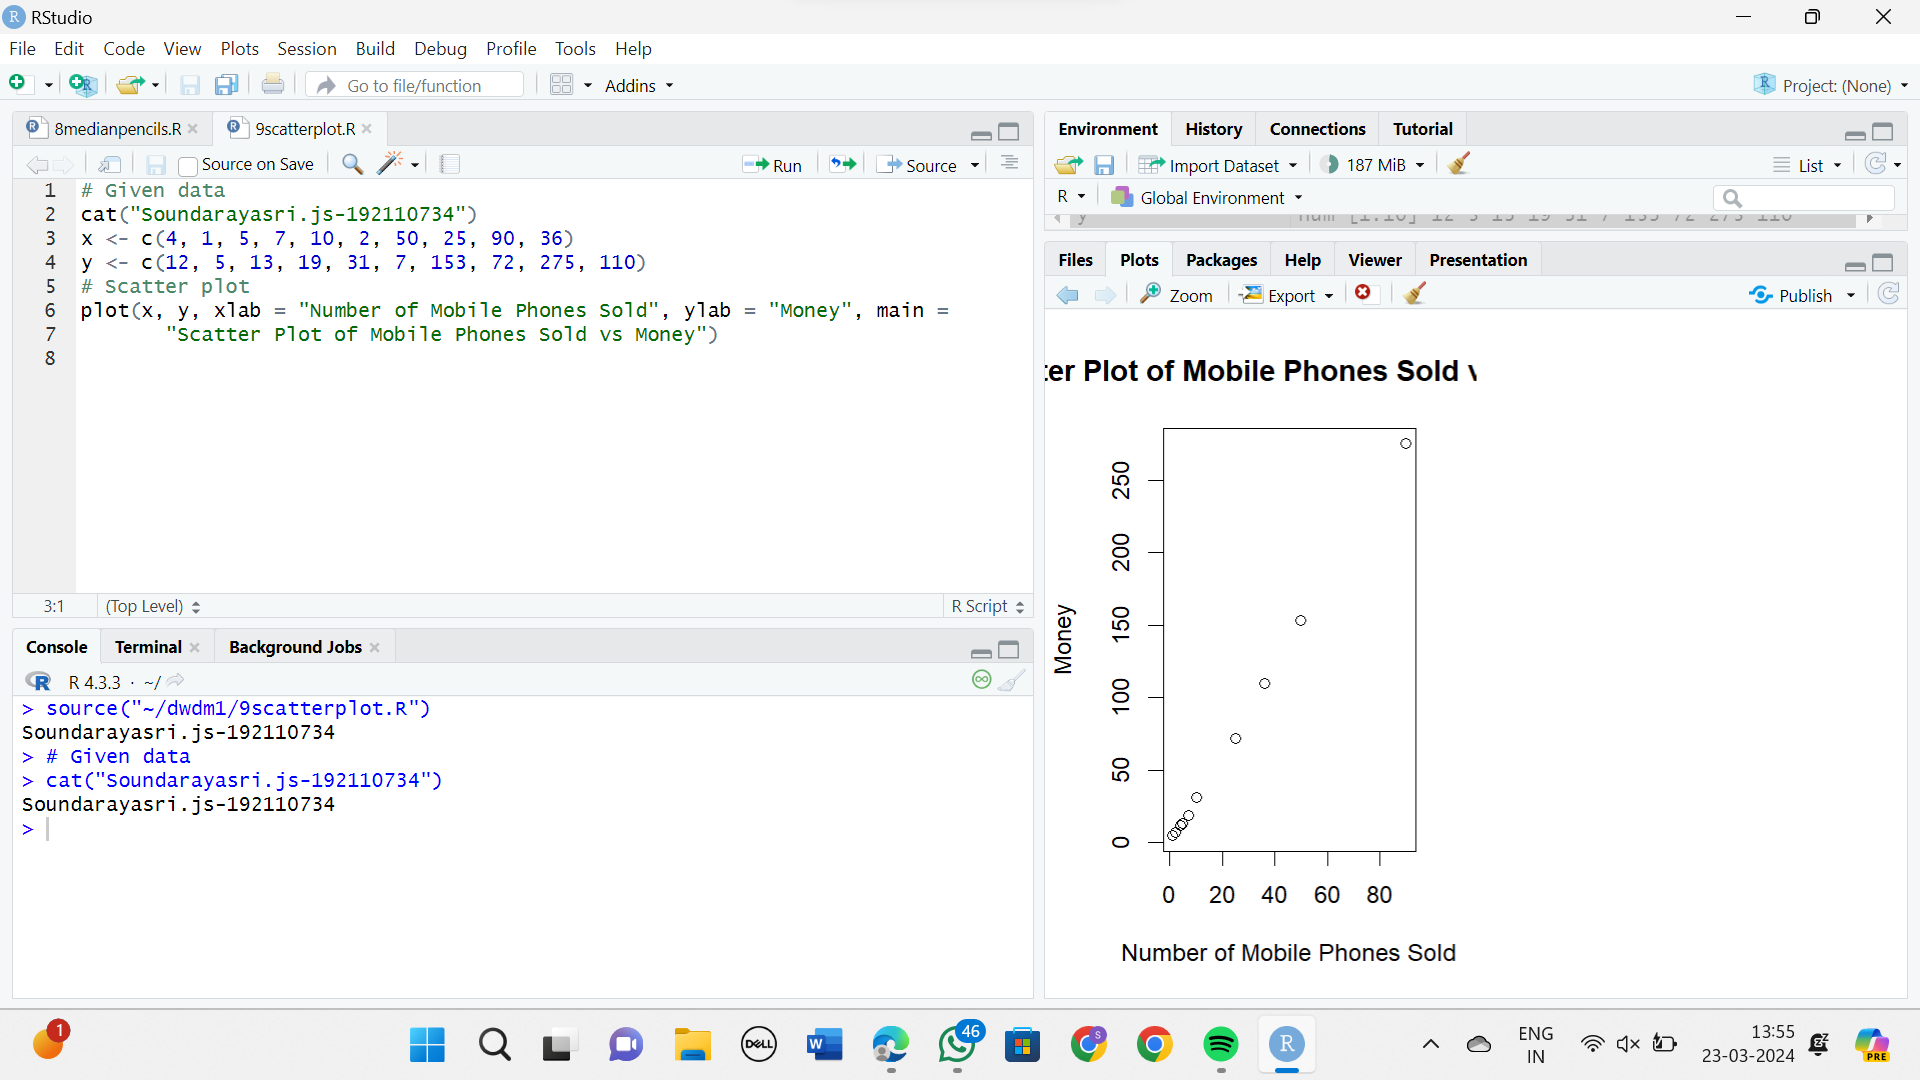 RStudio
File Edit Code View Plots Session Build Debug Profile Tools Help
Go to file/function
Addins
Project: (None)
8medianpencils.R
9scatterplot.R
Source on Save
Run
Source
1 # Given data
2 cat("Soundarayasri.js-192110734")
3 x <- c(4, 1, 5, 7, 10, 2, 50, 25, 90, 36)
4 y <- c(12, 5, 13, 19, 31, 7, 153, 72, 275, 110)
5 # Scatter plot
6 plot(x, y, xlab = "Number of Mobile Phones Sold", ylab = "Money", main =
7 "Scatter Plot of Mobile Phones Sold vs Money")
8
3:1 (Top Level) R Script
Console Terminal Background Jobs
R 4.3.3 · ~/
> source("~/dwdm1/9scatterplot.R")
Soundarayasri.js-192110734
> # Given data
> cat("Soundarayasri.js-192110734")
Soundarayasri.js-192110734
>
Environment History Connections Tutorial
Import Dataset 187 MiB List
R Global Environment
y num [1:10] 12 5 13 19 31 7 153 72 275 110
Files Plots Packages Help Viewer Presentation
Zoom Export Publish
ter Plot of Mobile Phones Sold v
Money
250
200
150
100
50
0
0 20 40 60 80
Number of Mobile Phones Sold
1
DELL
W
46
S
R
ENG
IN
13:55
23-03-2024
PRE